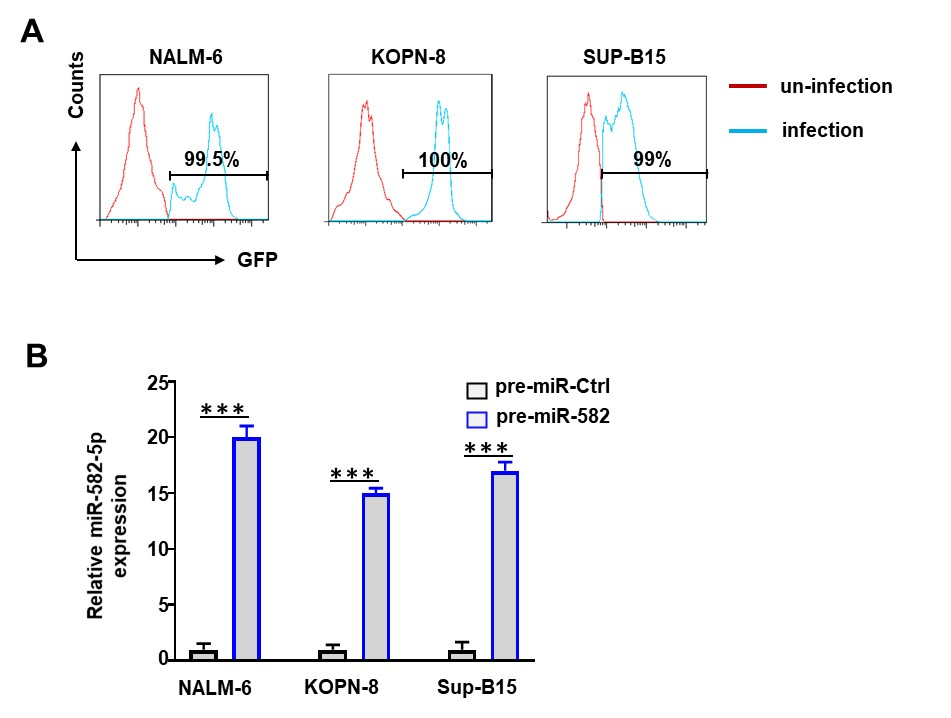 A
NALM-6
KOPN-8
SUP-B15
Counts
un-infection
infection
99.5%
100%
99%
GFP
B
25
20
15
10
5
0
Relative miR-582-5p
expression
pre-miR-Ctrl
pre-miR-582
***
***
***
NALM-6
KOPN-8
Sup-B15